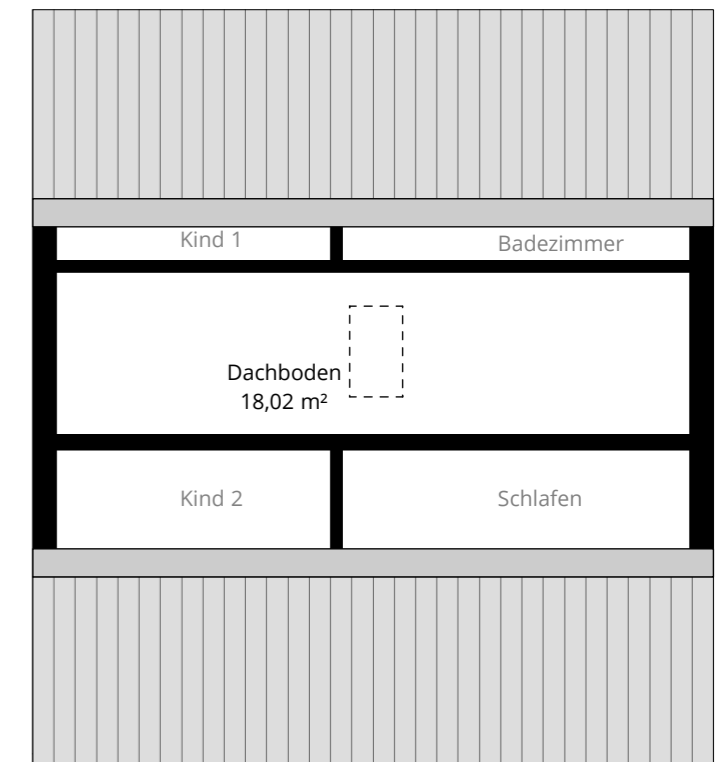 Kind 1
Badezimmer
Dachboden
18,02 m²
Kind 2
Schlafen